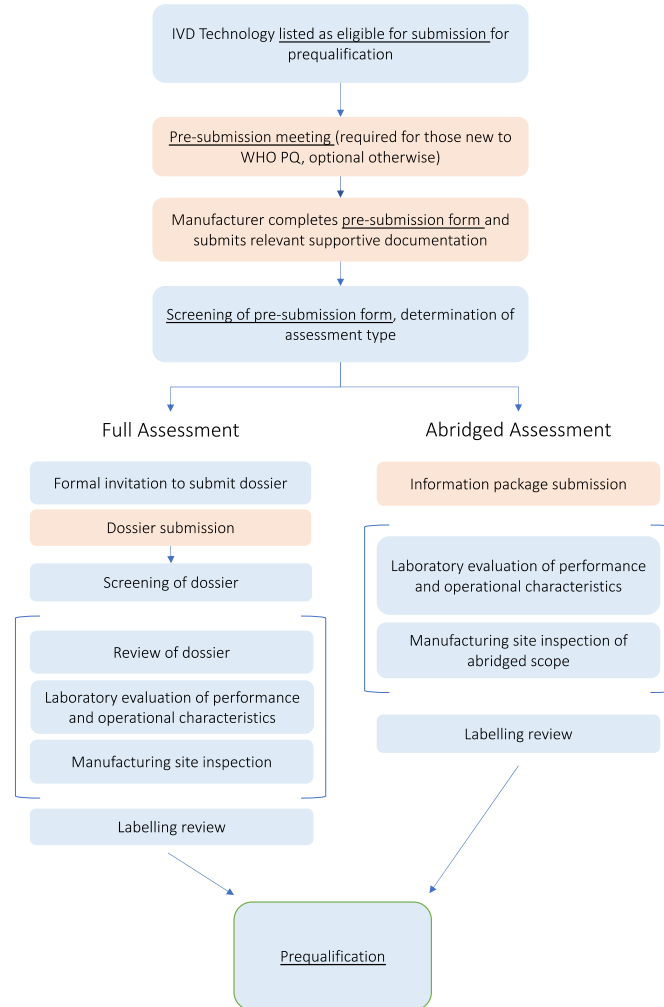 IVD Technology listed as eligible for submission for
prequalification
Pre-submission meeting (required for those new to
WHO PQ, optional otherwise)
Manufacturer completes pre-submission form and
submits relevant supportive documentation
Screening of pre-submission form, determination of
assessment type
Full Assessment
Formal invitation to submit dossier
Dossier submission
Screening of dossier
Review of dossier
Laboratory evaluation of performance
and operational characteristics
Manufacturing site inspection
Labelling review
Abridged Assessment
Information package submission
Laboratory evaluation of performance
and operational characteristics
Manufacturing site inspection of
abridged scope
Labelling review
Prequalification